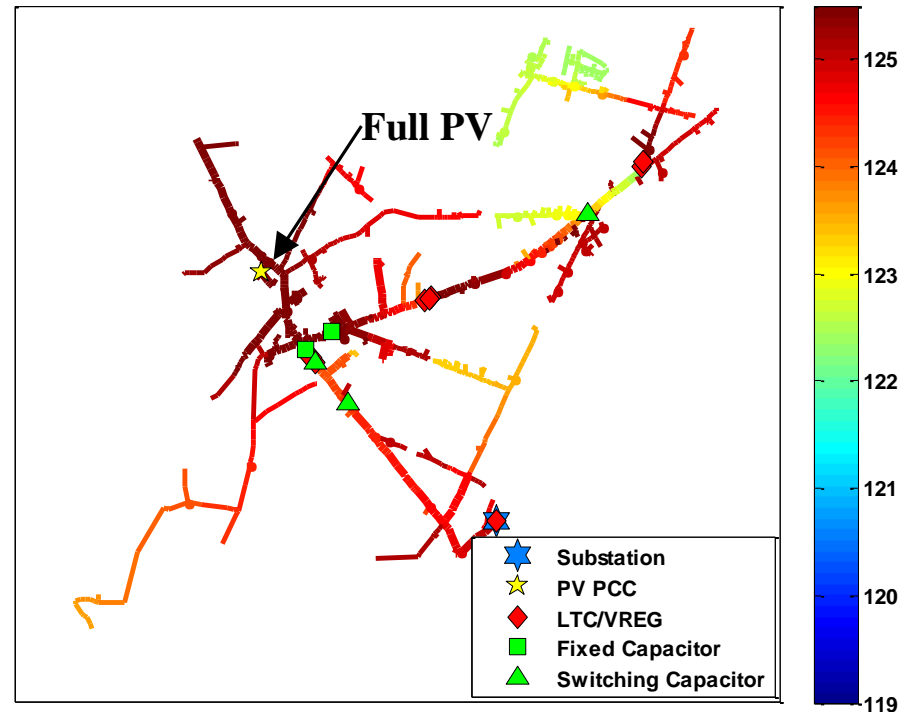 Full PV
Substation
PV PCC
LTC/VREG
Fixed Capacitor
Switching Capacitor
125
124
123
122
121
120
119